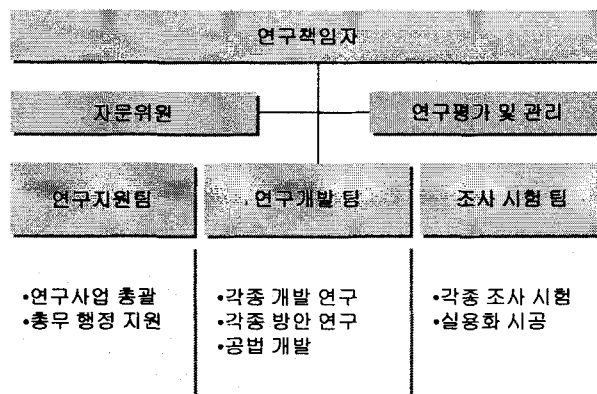 연구책임자
자문위원
연구평가 및 관리
연구지원팀
연구개발 팀
조사 시험 팀
•연구사업 총괄
•총무 행정 지원
•각종 개발 연구
•각종 방안 연구
•공법 개발
•각종 조사 시험
•실용화 시공